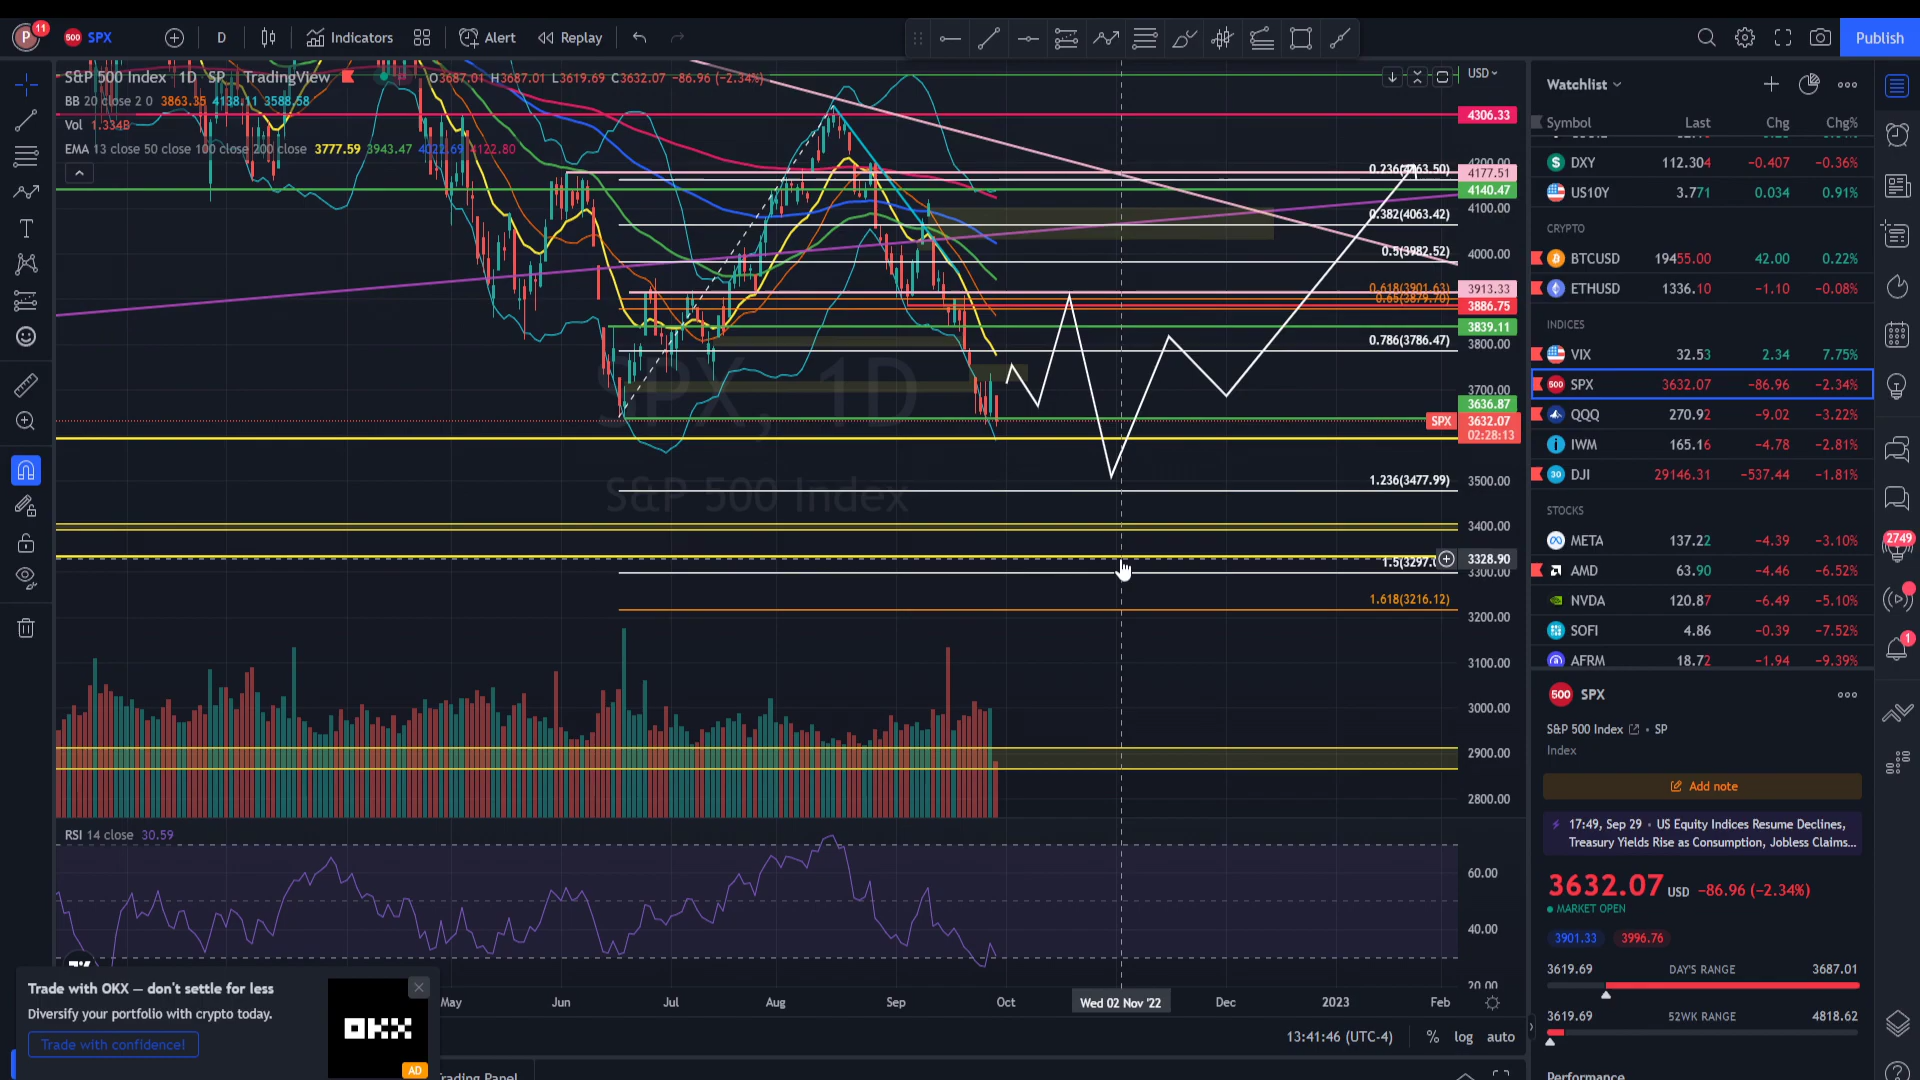 P 11 500 SPX D Indicators Alert Replay Publish
S&P 500 Index · 1D · SP · TradingView O3687.01 H3687.01 L3619.69 C3632.07 −86.96 (−2.34%)
BB 20 close 2 0 3863.35 4138.11 3588.58
Vol 1.334B
EMA 13 close 50 close 100 close 200 close 3777.59 3943.47 4022.69 4122.80
USD
4306.33
4200.00
0.236(4163.50) 4177.51
4140.47
0.382(4063.42) 4100.00
0.5(3982.52) 4000.00
0.618(3901.63) 3913.33
0.65(3879.70) 3886.75
3839.11
0.786(3786.47) 3800.00
3700.00
3636.87
SPX 3632.07
02:28:13
SPX, 1D
S&P 500 Index
1.236(3477.99) 3500.00
3400.00
3328.90
1.5(3297. 3300.00
1.618(3216.12) 3200.00
3100.00
3000.00
2900.00
2800.00
RSI 14 close 30.59
60.00
40.00
20.00
May Jun Jul Aug Sep Oct Wed 02 Nov '22 Dec 2023 Feb
13:41:46 (UTC-4) % log auto
Trade with OKX — don't settle for less
Diversify your portfolio with crypto today.
Trade with confidence!
OKX
AD
Trading Panel
Watchlist
Symbol Last Chg Chg%
DXY 112.304 −0.407 −0.36%
US10Y 3.771 0.034 0.91%
CRYPTO
BTCUSD 19455.00 42.00 0.22%
ETHUSD 1336.10 −1.10 −0.08%
INDICES
VIX 32.53 2.34 7.75%
500 SPX 3632.07 −86.96 −2.34%
QQQ 270.92 −9.02 −3.22%
IWM 165.16 −4.78 −2.81%
30 DJI 29146.31 −537.44 −1.81%
STOCKS
META 137.22 −4.39 −3.10%
AMD 63.90 −4.46 −6.52%
NVDA 120.87 −6.49 −5.10%
SOFI 4.86 −0.39 −7.52%
AFRM 18.72 −1.94 −9.39%
500 SPX
S&P 500 Index • SP
Index
Add note
17:49, Sep 29 • US Equity Indices Resume Declines,
Treasury Yields Rise as Consumption, Jobless Claims...
3632.07 USD −86.96 (−2.34%)
MARKET OPEN
3901.33 3996.76
3619.69 DAY'S RANGE 3687.01
3619.69 52WK RANGE 4818.62
Performance
2749
1